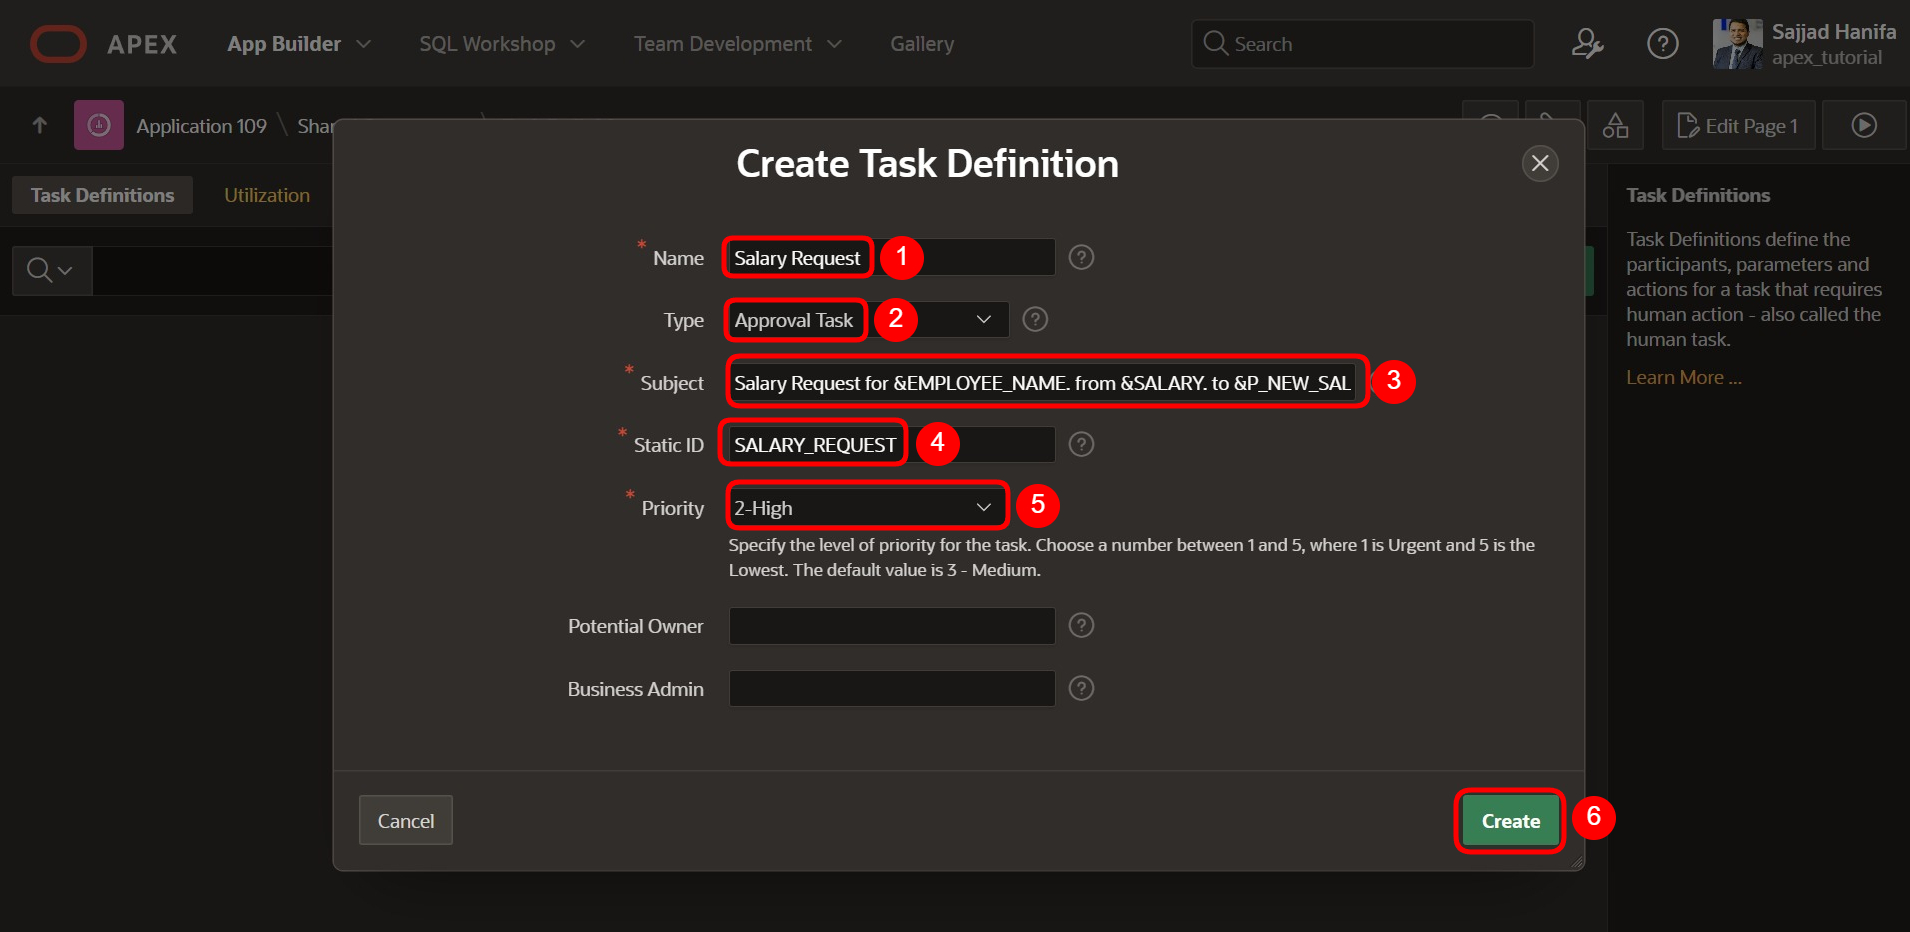 APEX
App Builder
SQL Workshop
Team Development
Gallery
Search
Sajjad Hanifa
apex_tutorial
Application 109 \ Shar
Edit Page 1
Task Definitions
Utilization
Create Task Definition
* Name
Salary Request
1
Type
Approval Task
2
* Subject
Salary Request for &EMPLOYEE_NAME. from &SALARY. to &P_NEW_SAL
3
* Static ID
SALARY_REQUEST
4
* Priority
2-High
5
Specify the level of priority for the task. Choose a number between 1 and 5, where 1 is Urgent and 5 is the
Lowest. The default value is 3 - Medium.
Potential Owner
Business Admin
Cancel
Create
6
Task Definitions
Task Definitions define the
participants, parameters and
actions for a task that requires
human action - also called the
human task.
Learn More ...